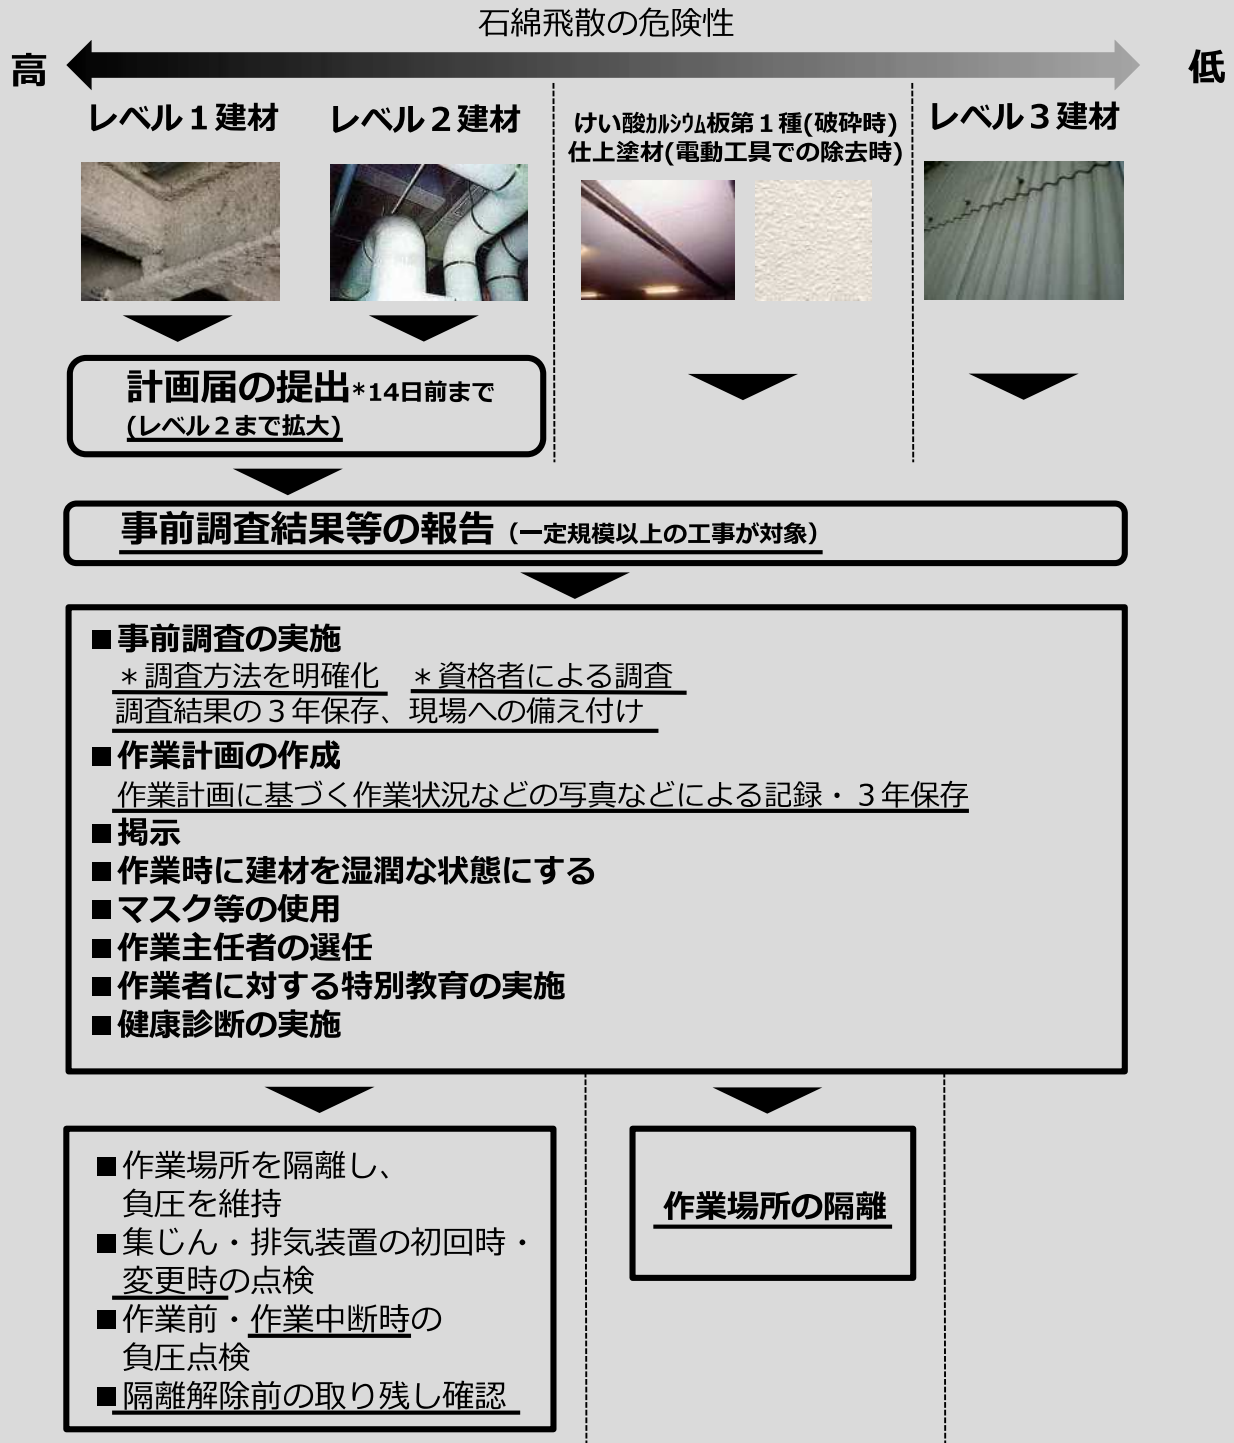 石綿飛散の危険性
高
低
レベル１建材
レベル２建材
けい酸ｶﾙｼｳﾑ板第１種(破砕時)
仕上塗材(電動工具での除去時)
レベル３建材
計画届の提出*14日前まで
(レベル２まで拡大)
事前調査結果等の報告（一定規模以上の工事が対象）
■事前調査の実施
＊調査方法を明確化 ＊資格者による調査
調査結果の３年保存、現場への備え付け
■作業計画の作成
作業計画に基づく作業状況などの写真などによる記録・３年保存
■掲示
■作業時に建材を湿潤な状態にする
■マスク等の使用
■作業主任者の選任
■作業者に対する特別教育の実施
■健康診断の実施
■作業場所を隔離し、
負圧を維持
■集じん・排気装置の初回時・
変更時の点検
■作業前・作業中断時の
負圧点検
■隔離解除前の取り残し確認
作業場所の隔離